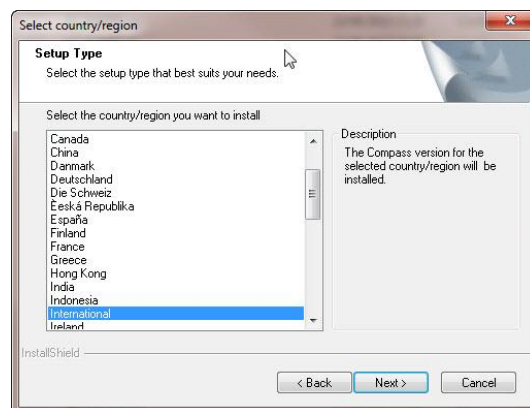 Select country/region
Setup Type
Select the setup type that best suits your needs.
Select the country/region you want to install
Canada
China
Danmark
Deutschland
Die Schweiz
Èeská Republika
España
Finland
France
Greece
Hong Kong
India
Indonesia
International
Ireland
Description
The Compass version for the
selected country/region will be
installed.
InstallShield
< Back
Next >
Cancel